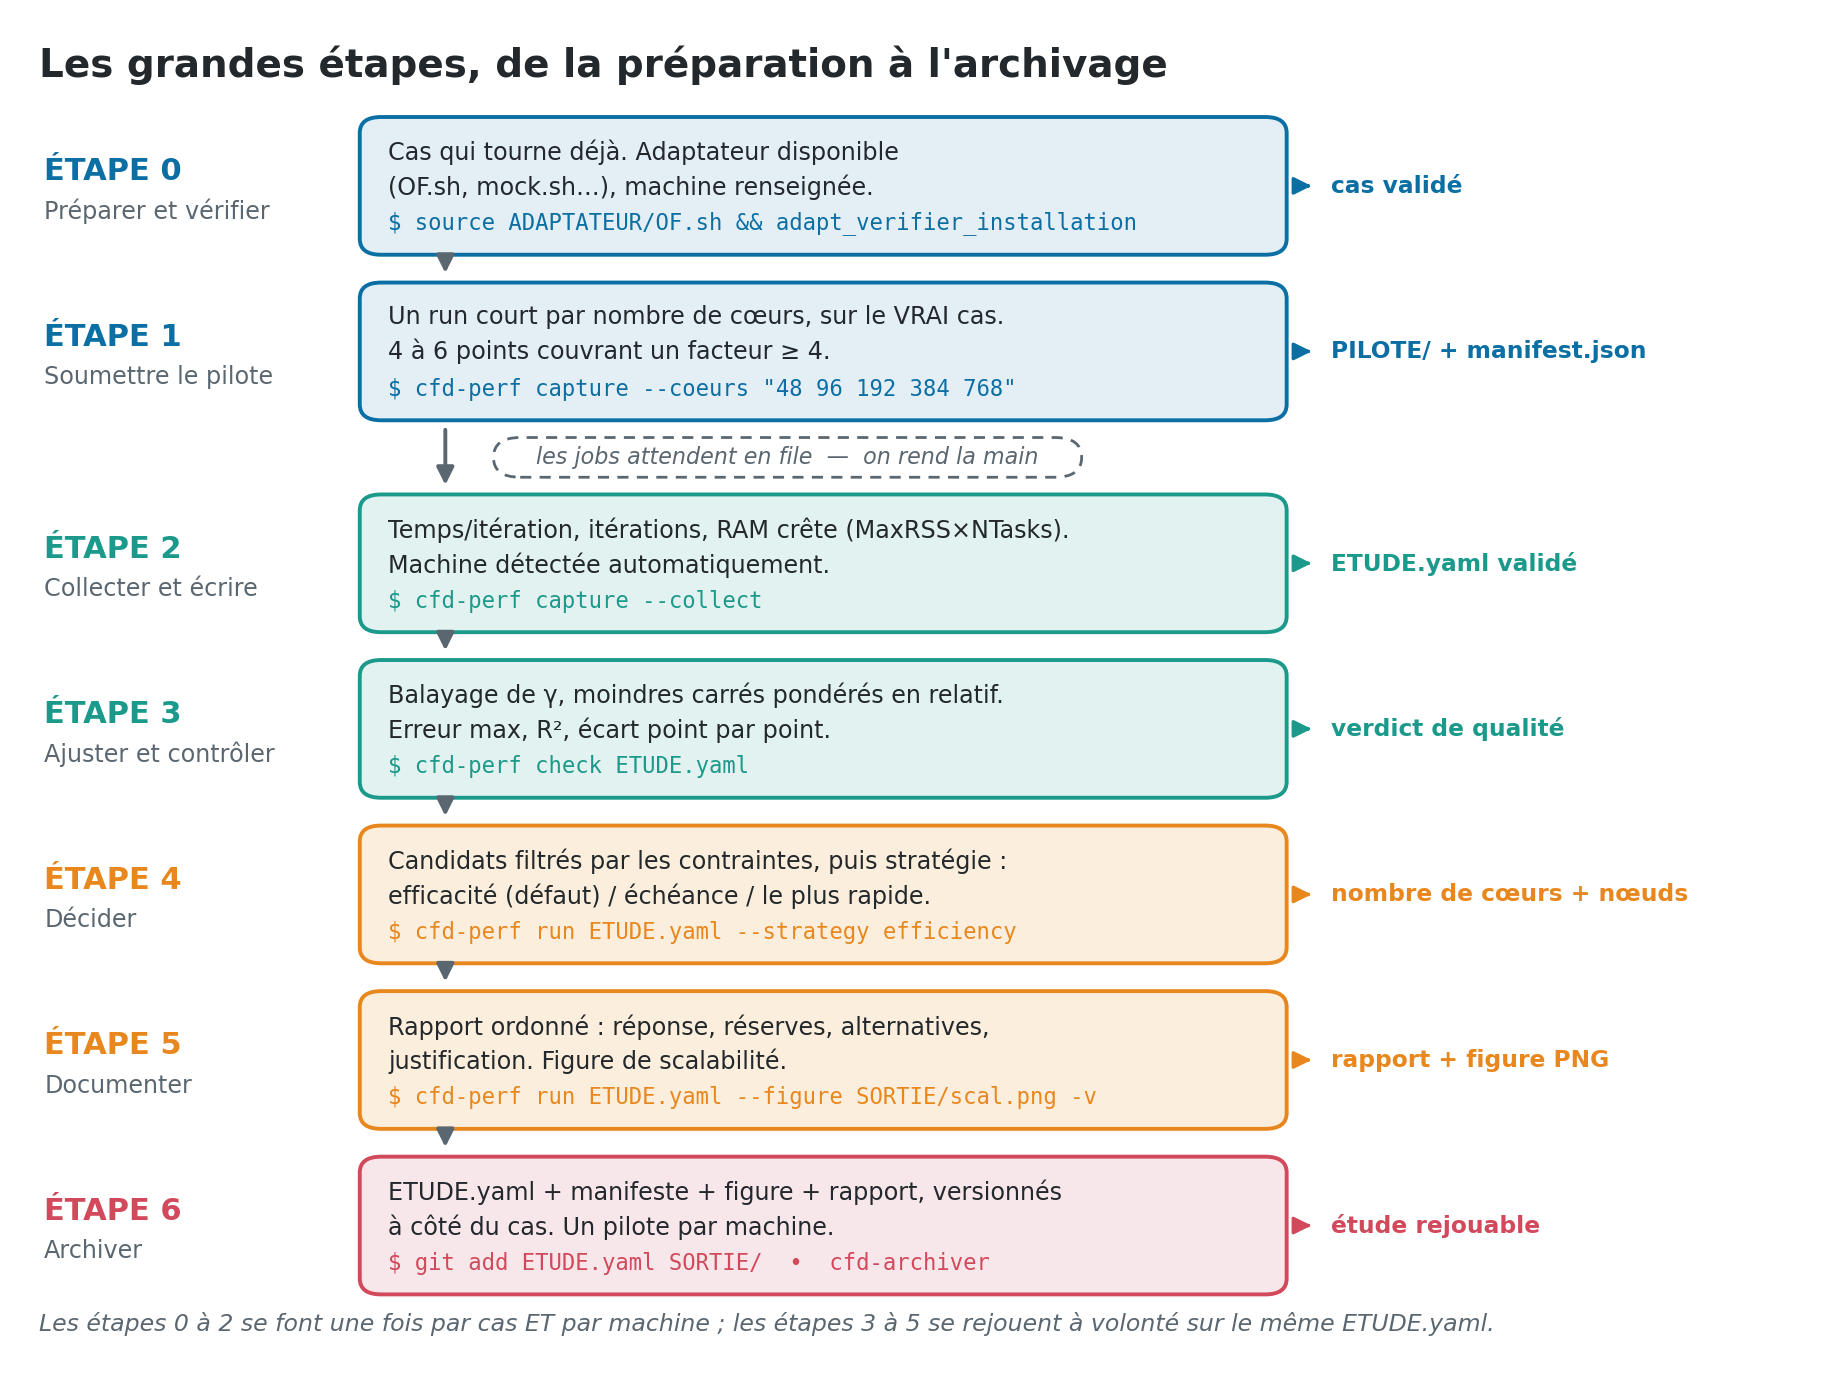 Les grandes étapes, de la préparation à l'archivage
ÉTAPE 0
Préparer et vérifier
Cas qui tourne déjà. Adaptateur disponible
(OF.sh, mock.sh…), machine renseignée.
$ source ADAPTATEUR/OF.sh && adapt_verifier_installation
cas validé
ÉTAPE 1
Soumettre le pilote
Un run court par nombre de cœurs, sur le VRAI cas.
4 à 6 points couvrant un facteur ≥ 4.
$ cfd-perf capture --coeurs "48 96 192 384 768"
PILOTE/ + manifest.json
les jobs attendent en file — on rend la main
ÉTAPE 2
Collecter et écrire
Temps/itération, itérations, RAM crête (MaxRSS×NTasks).
Machine détectée automatiquement.
$ cfd-perf capture --collect
ETUDE.yaml validé
ÉTAPE 3
Ajuster et contrôler
Balayage de γ, moindres carrés pondérés en relatif.
Erreur max, R², écart point par point.
$ cfd-perf check ETUDE.yaml
verdict de qualité
ÉTAPE 4
Décider
Candidats filtrés par les contraintes, puis stratégie :
efficacité (défaut) / échéance / le plus rapide.
$ cfd-perf run ETUDE.yaml --strategy efficiency
nombre de cœurs + nœuds
ÉTAPE 5
Documenter
Rapport ordonné : réponse, réserves, alternatives,
justification. Figure de scalabilité.
$ cfd-perf run ETUDE.yaml --figure SORTIE/scal.png -v
rapport + figure PNG
ÉTAPE 6
Archiver
ETUDE.yaml + manifeste + figure + rapport, versionnés
à côté du cas. Un pilote par machine.
$ git add ETUDE.yaml SORTIE/ • cfd-archiver
étude rejouable
Les étapes 0 à 2 se font une fois par cas ET par machine ; les étapes 3 à 5 se rejouent à volonté sur le même ETUDE.yaml.